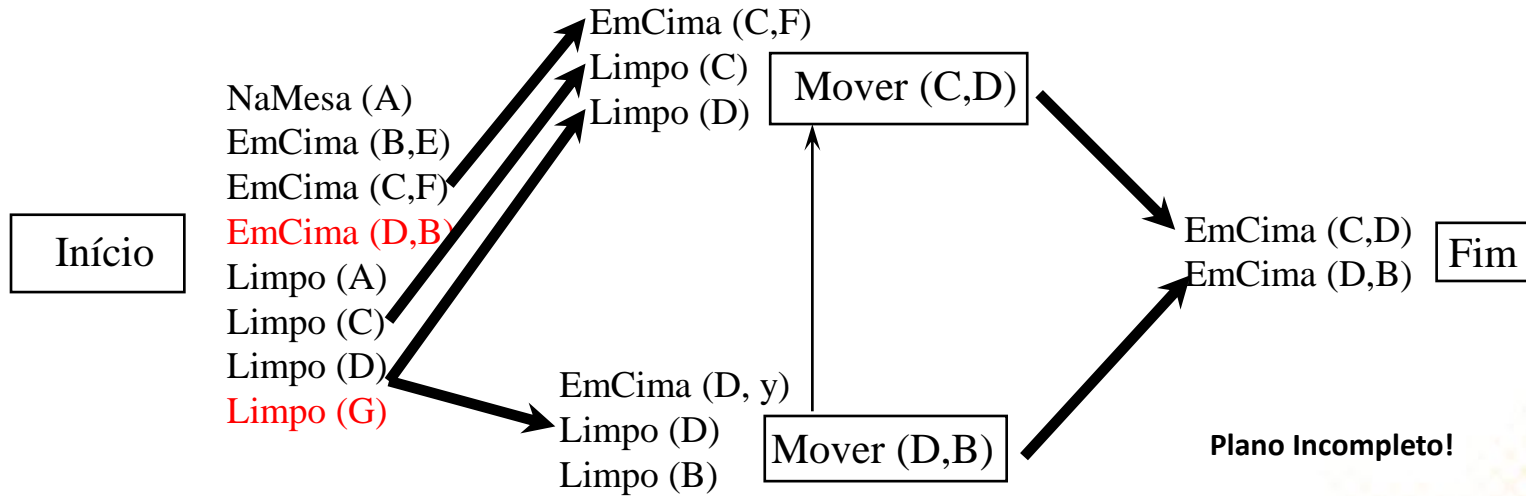 Início
NaMesa (A)
EmCima (B,E)
EmCima (C,F)
EmCima (D,B)
Limpo (A)
Limpo (C)
Limpo (D)
Limpo (G)
EmCima (C,F)
Limpo (C)
Limpo (D)
Mover (C,D)
EmCima (D, y)
Limpo (D)
Limpo (B)
Mover (D,B)
EmCima (C,D)
EmCima (D,B)
Fim
Plano Incompleto!